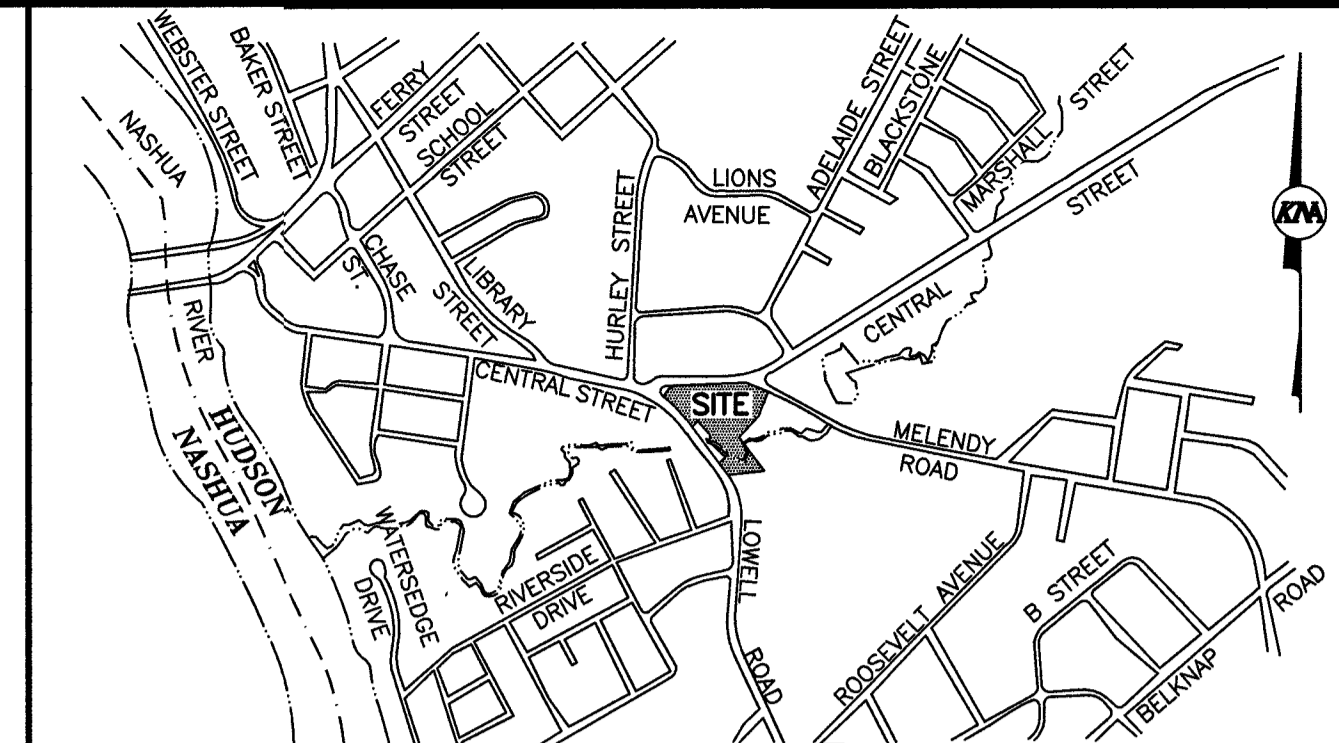 WEBSTER STREET
BAKER STREET
FERRY
STREET
SCHOOL
STREET
NASHUA
RIVER
CHASE
ST.
LIBRARY
STREET
HURLEY STREET
LIONS
AVENUE
ADELAIDE STREET
BLACKSTONE
MARSHALL
STREET
CENTRAL
STREET
KNA
CENTRAL STREET
SITE
MELENDY
ROAD
HUDSON
NASHUA
WATERSEDGE
DRIVE
RIVERSIDE
DRIVE
LOWELL
ROAD
ROOSEVELT AVENUE
B STREET
BELKNAP
ROAD